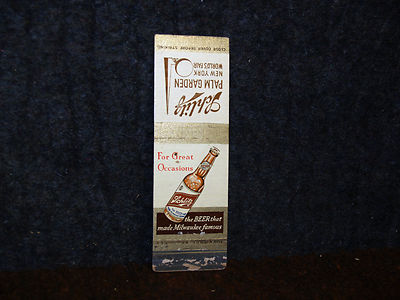 CLOSE COVER BEFORE STRIKING
Schlitz
PALM GARDEN
NEW YORK
WORLD'S FAIR
For Great
Occasions
Schlitz
the BEER that
made Milwaukee famous